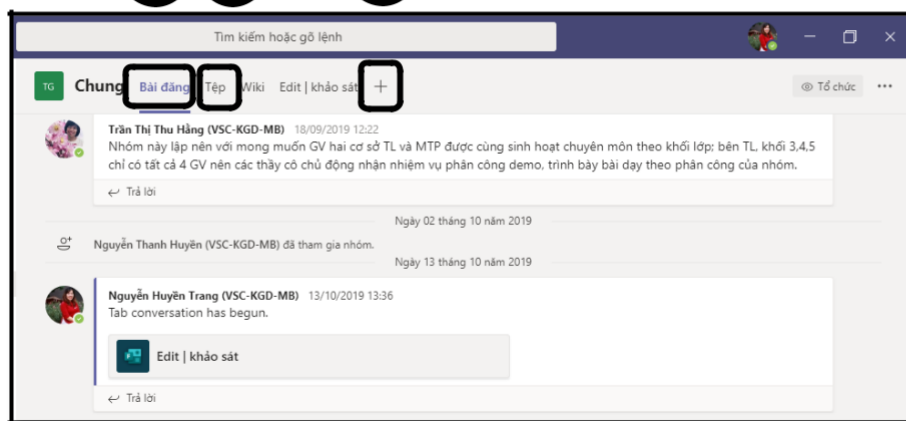 Tìm kiếm hoặc gõ lệnh
TG Chung Bài đăng Tệp Wiki Edit | khảo sát + Tổ chức
Trần Thị Thu Hằng (VSC-KGD-MB) 18/09/2019 12:22
Nhóm này lập nên với mong muốn GV hai cơ sở TL và MTP được cùng sinh hoạt chuyên môn theo khối lớp; bên TL, khối 3,4,5
chỉ có tất cả 4 GV nên các thầy cô chủ động nhận nhiệm vụ phân công demo, trình bày bài dạy theo phân công của nhóm.
Trả lời
Ngày 02 tháng 10 năm 2019
Nguyễn Thanh Huyền (VSC-KGD-MB) đã tham gia nhóm.
Ngày 13 tháng 10 năm 2019
Nguyễn Huyền Trang (VSC-KGD-MB) 13/10/2019 13:36
Tab conversation has begun.
Edit | khảo sát
Trả lời